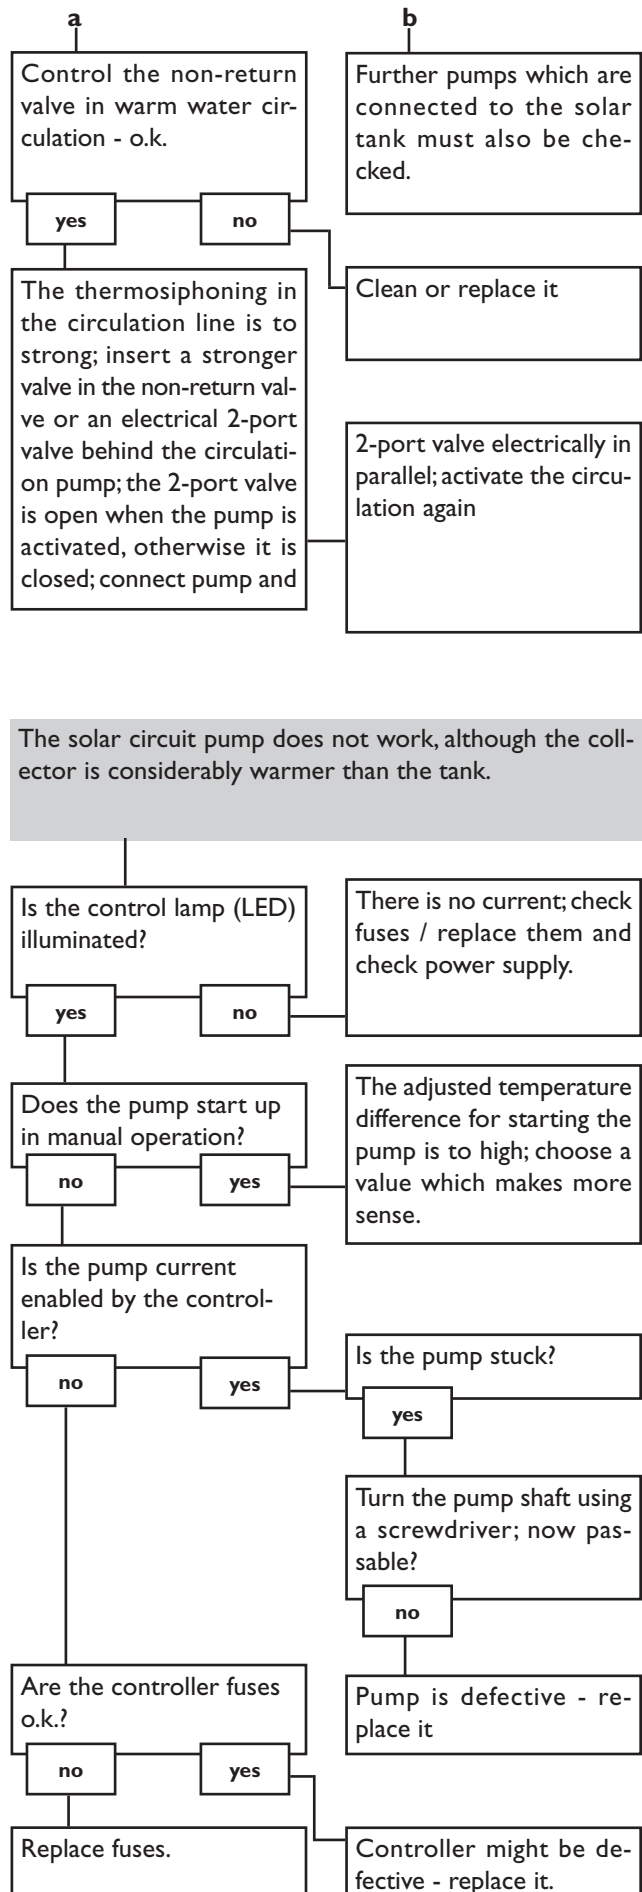 a
Control the non-return
valve in warm water cir-
culation - o.k.
yes
no
b
Further pumps which are
connected to the solar
tank must also be che-
cked.
Clean or replace it
The thermosiphoning in
the circulation line is to
strong; insert a stronger
valve in the non-return val-
ve or an electrical 2-port
valve behind the circulati-
on pump; the 2-port valve
is open when the pump is
activated, otherwise it is
closed; connect pump and
2-port valve electrically in
parallel; activate the circu-
lation again
The solar circuit pump does not work, although the coll-
ector is considerably warmer than the tank.
Is the control lamp (LED)
illuminated?
yes
no
There is no current; check
fuses / replace them and
check power supply.
Does the pump start up
in manual operation?
no
yes
The adjusted temperature
difference for starting the
pump is to high; choose a
value which makes more
sense.
Is the pump current
enabled by the control-
ler?
no
yes
Is the pump stuck?
yes
Turn the pump shaft using
a screwdriver; now pas-
sable?
no
Pump is defective - re-
place it
Are the controller fuses
o.k.?
no
yes
Replace fuses.
Controller might be de-
fective - replace it.